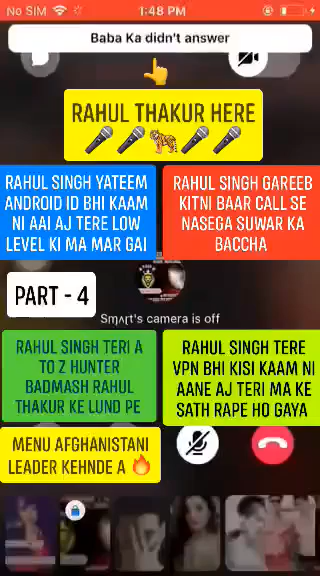 No SIM
1:48 PM
Baba Ka didn't answer
RAHUL THAKUR HERE
RAHUL SINGH YATEEM
ANDROID ID BHI KAAM
NI AAI AJ TERE LOW
LEVEL KI MA MAR GAI
RAHUL SINGH GAREEB
KITNI BAAR CALL SE
NASEGA SUWAR KA
BACCHA
PART - 4
Smʌrt's camera is off
RAHUL SINGH TERI A
TO Z HUNTER
BADMASH RAHUL
THAKUR KE LUND PE
RAHUL SINGH TERE
VPN BHI KISI KAAM NI
AANE AJ TERI MA KE
SATH RAPE HO GAYA
MENU AFGHANISTANI
LEADER KEHNDE A 🔥